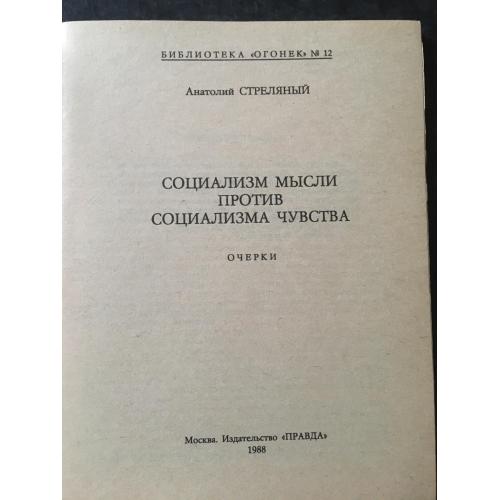 БИБЛИОТЕКА «ОГОНЕК» № 12
Анатолий СТРЕЛЯНЫЙ
СОЦИАЛИЗМ МЫСЛИ
ПРОТИВ
СОЦИАЛИЗМА ЧУВСТВА
ОЧЕРКИ
Москва. Издательство «ПРАВДА»
1988